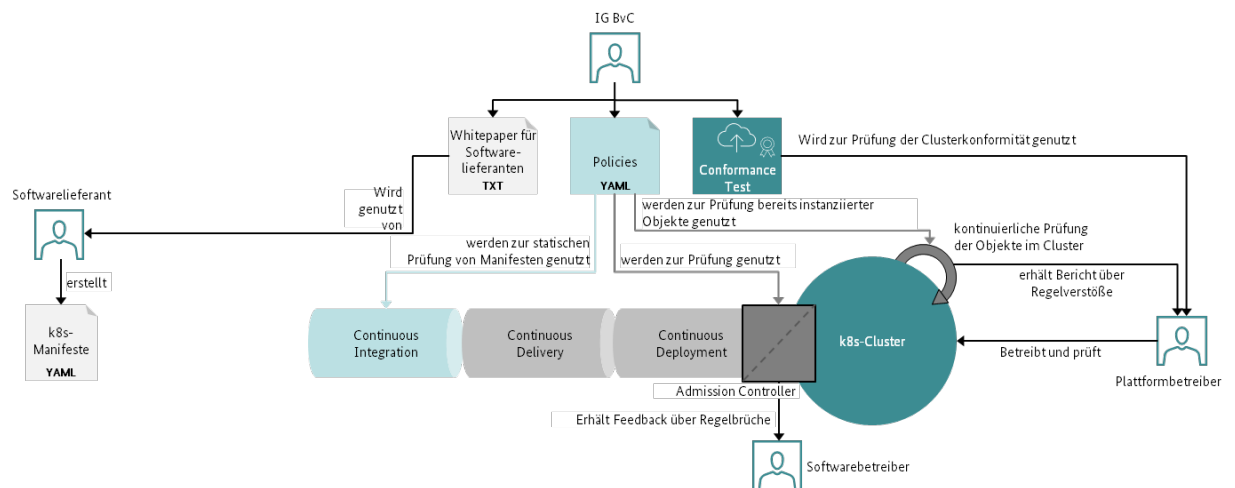 IG BvC
Whitepaper für
Software-
lieferanten
TXT
Policies
YAML
Conformance
Test
Wird zur Prüfung der Clusterkonformität genutzt
Softwarelieferant
Wird
genutzt
von
werden zur Prüfung bereits instanziierter
Objekte genutzt
kontinuierliche Prüfung
der Objekte im Cluster
werden zur statischen
Prüfung von Manifesten genutzt
werden zur Prüfung genutzt
erhält Bericht über
Regelverstöße
erstellt
k8s-
Manifeste
YAML
Continuous
Integration
Continuous
Delivery
Continuous
Deployment
k8s-Cluster
Betreibt und prüft
Plattformbetreiber
Admission Controller
Erhält Feedback über Regelbrüche
Softwarebetreiber